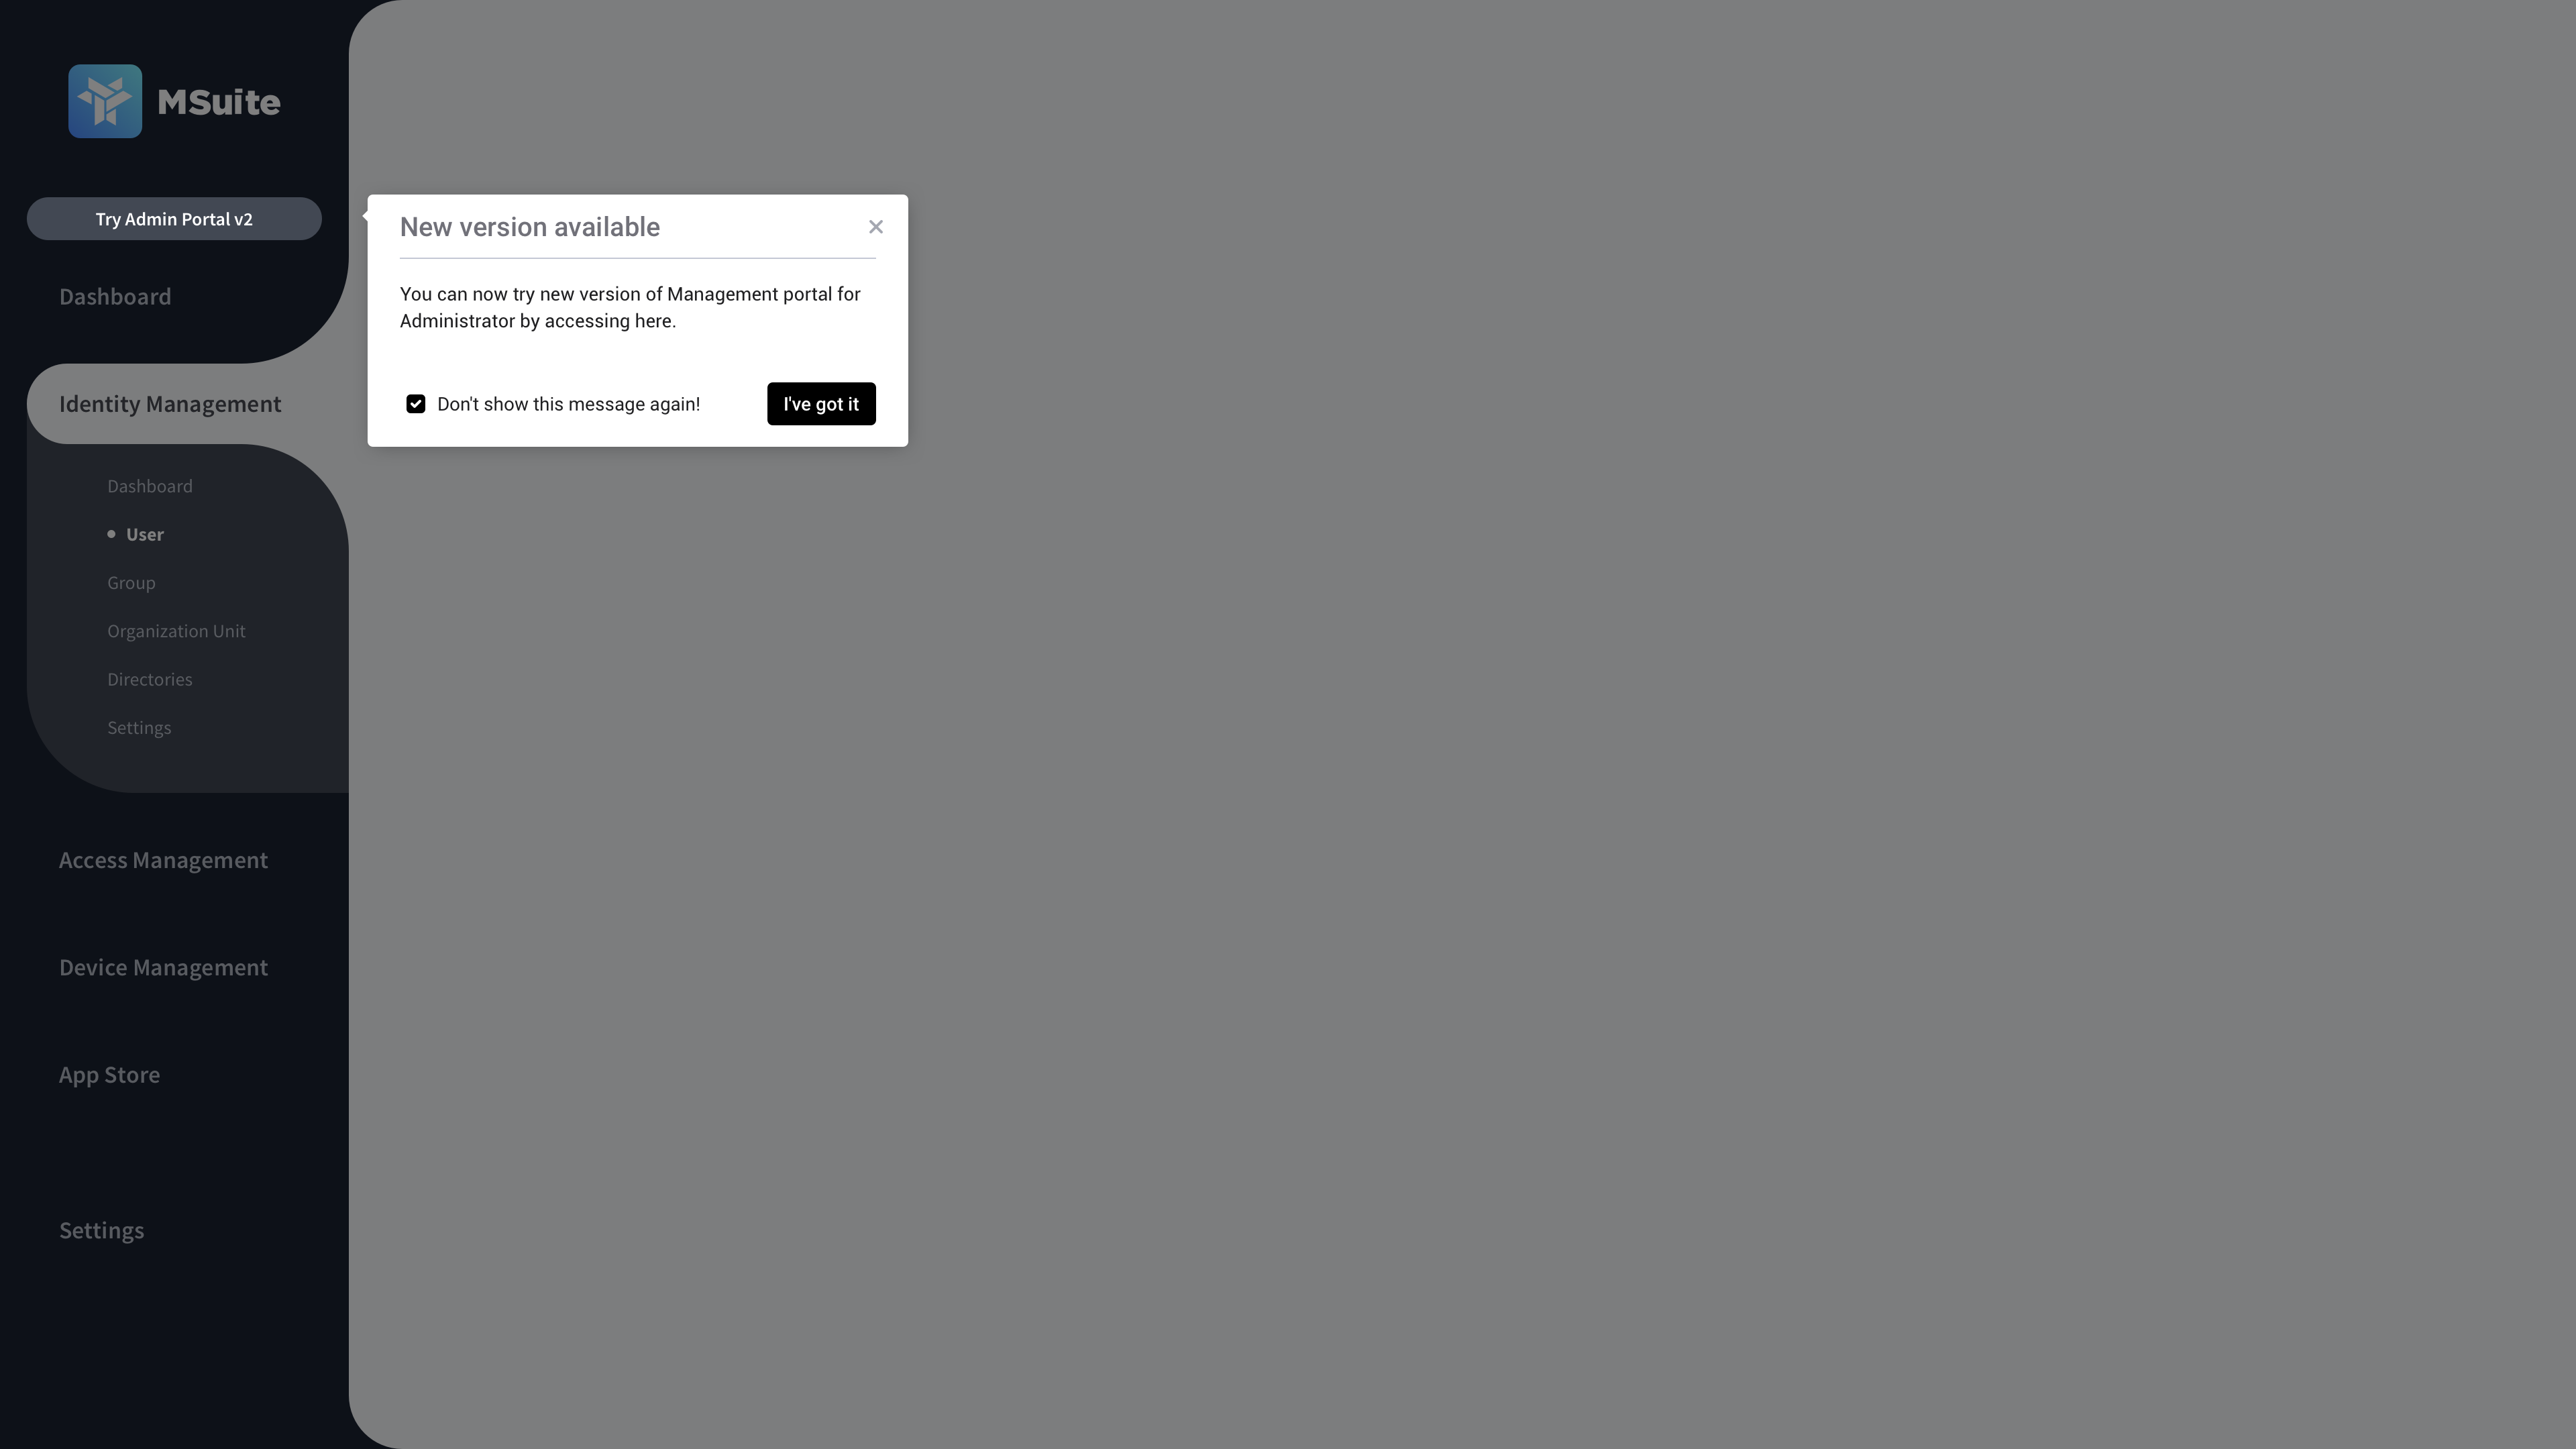 MSuite
Try Admin Portal v2
Dashboard
Identity Management
Dashboard
User
Group
Organization Unit
Directories
Settings
Access Management
Device Management
App Store
Settings
New version available
You can now try new version of Management portal for
Administrator by accessing here.
Don't show this message again!
I've got it